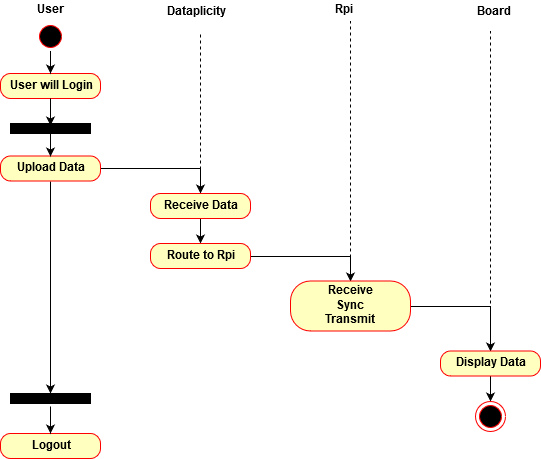 User
Dataplicity
Rpi
Board
User will Login
Upload Data
Receive Data
Route to Rpi
Receive
Sync
Transmit
Display Data
Logout